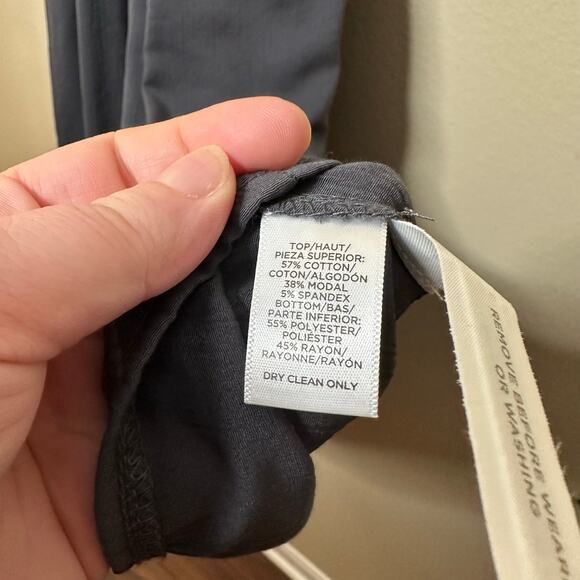 TOP/HAUT/
PIEZA SUPERIOR:
57% COTTON/
COTON/ALGODÓN
38% MODAL
5% SPANDEX
BOTTOM/BAS/
PARTE INFERIOR:
55% POLYESTER/
POLIÉSTER
45% RAYON/
RAYONNE/RAYÓN
DRY CLEAN ONLY
REMOVE BEFORE WEAR
OR WASHING